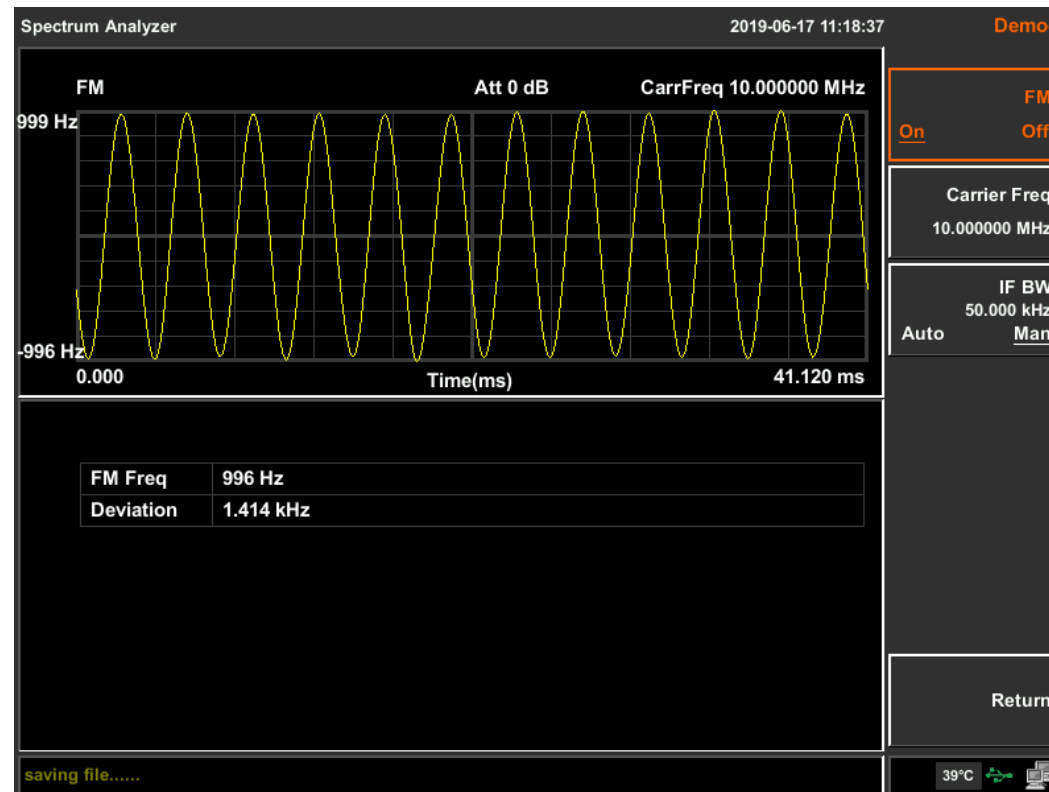 Spectrum Analyzer 2019-06-17 11:18:37 Demo
FM Att 0 dB CarrFreq 10.000000 MHz
999 Hz
-996 Hz
0.000 Time(ms) 41.120 ms
FM Freq 996 Hz
Deviation 1.414 kHz
saving file......
FM
On Off
Carrier Freq
10.000000 MHz
IF BW
50.000 kHz
Auto Man
Return
39°C